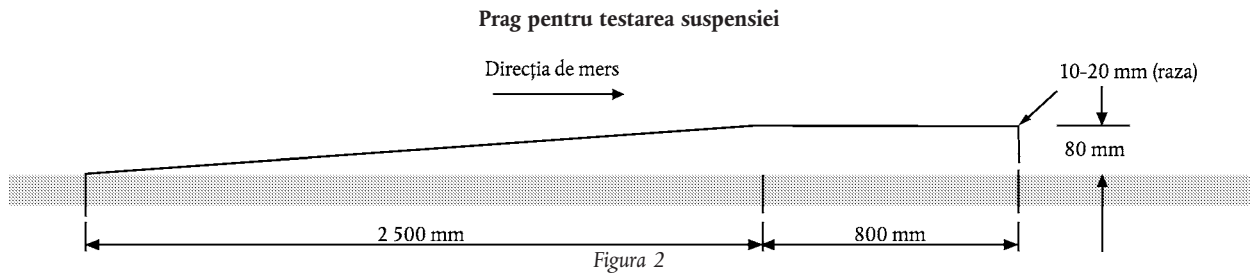 Prag pentru testarea suspensiei
Direcția de mers
10-20 mm (raza)
80 mm
2 500 mm
800 mm
Figura 2